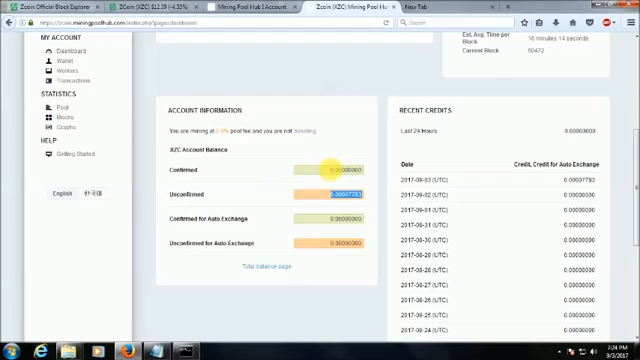 Zcoin Official Block Explorer
ZCoin (XZC) $12.39 (-4.33%)
Mining Pool Hub | Account
Zcoin (XZC) Mining Pool Hub
New Tab
https://zcoin.miningpoolhub.com/index.php?page=dashboard
Search
MY ACCOUNT
Dashboard
Wallet
Workers
Transactions
STATISTICS
Pool
Blocks
Graphs
HELP
Getting Started
English
한국어
Est. Avg. Time per Block
10 minutes 14 seconds
Current Block
50472
ACCOUNT INFORMATION
You are mining at 0.9% pool fee and you are not donating.
XZC Account Balance
Confirmed 0.00000000
Unconfirmed 0.00007783
Confirmed for Auto Exchange 0.00000000
Unconfirmed for Auto Exchange 0.00000000
Total balance page
RECENT CREDITS
Last 24 Hours 0.00000000
Date Credit, Credit for Auto Exchange
2017-09-03 (UTC) 0.00007783
2017-09-02 (UTC) 0.00000000
2017-09-01 (UTC) 0.00000000
2017-08-31 (UTC) 0.00000000
2017-08-30 (UTC) 0.00000000
2017-08-29 (UTC) 0.00000000
2017-08-28 (UTC) 0.00000000
2017-08-27 (UTC) 0.00000000
2017-08-26 (UTC) 0.00000000
2017-08-25 (UTC) 0.00000000
2017-08-24 (UTC) 0.00000000
2:24 PM
9/3/2017